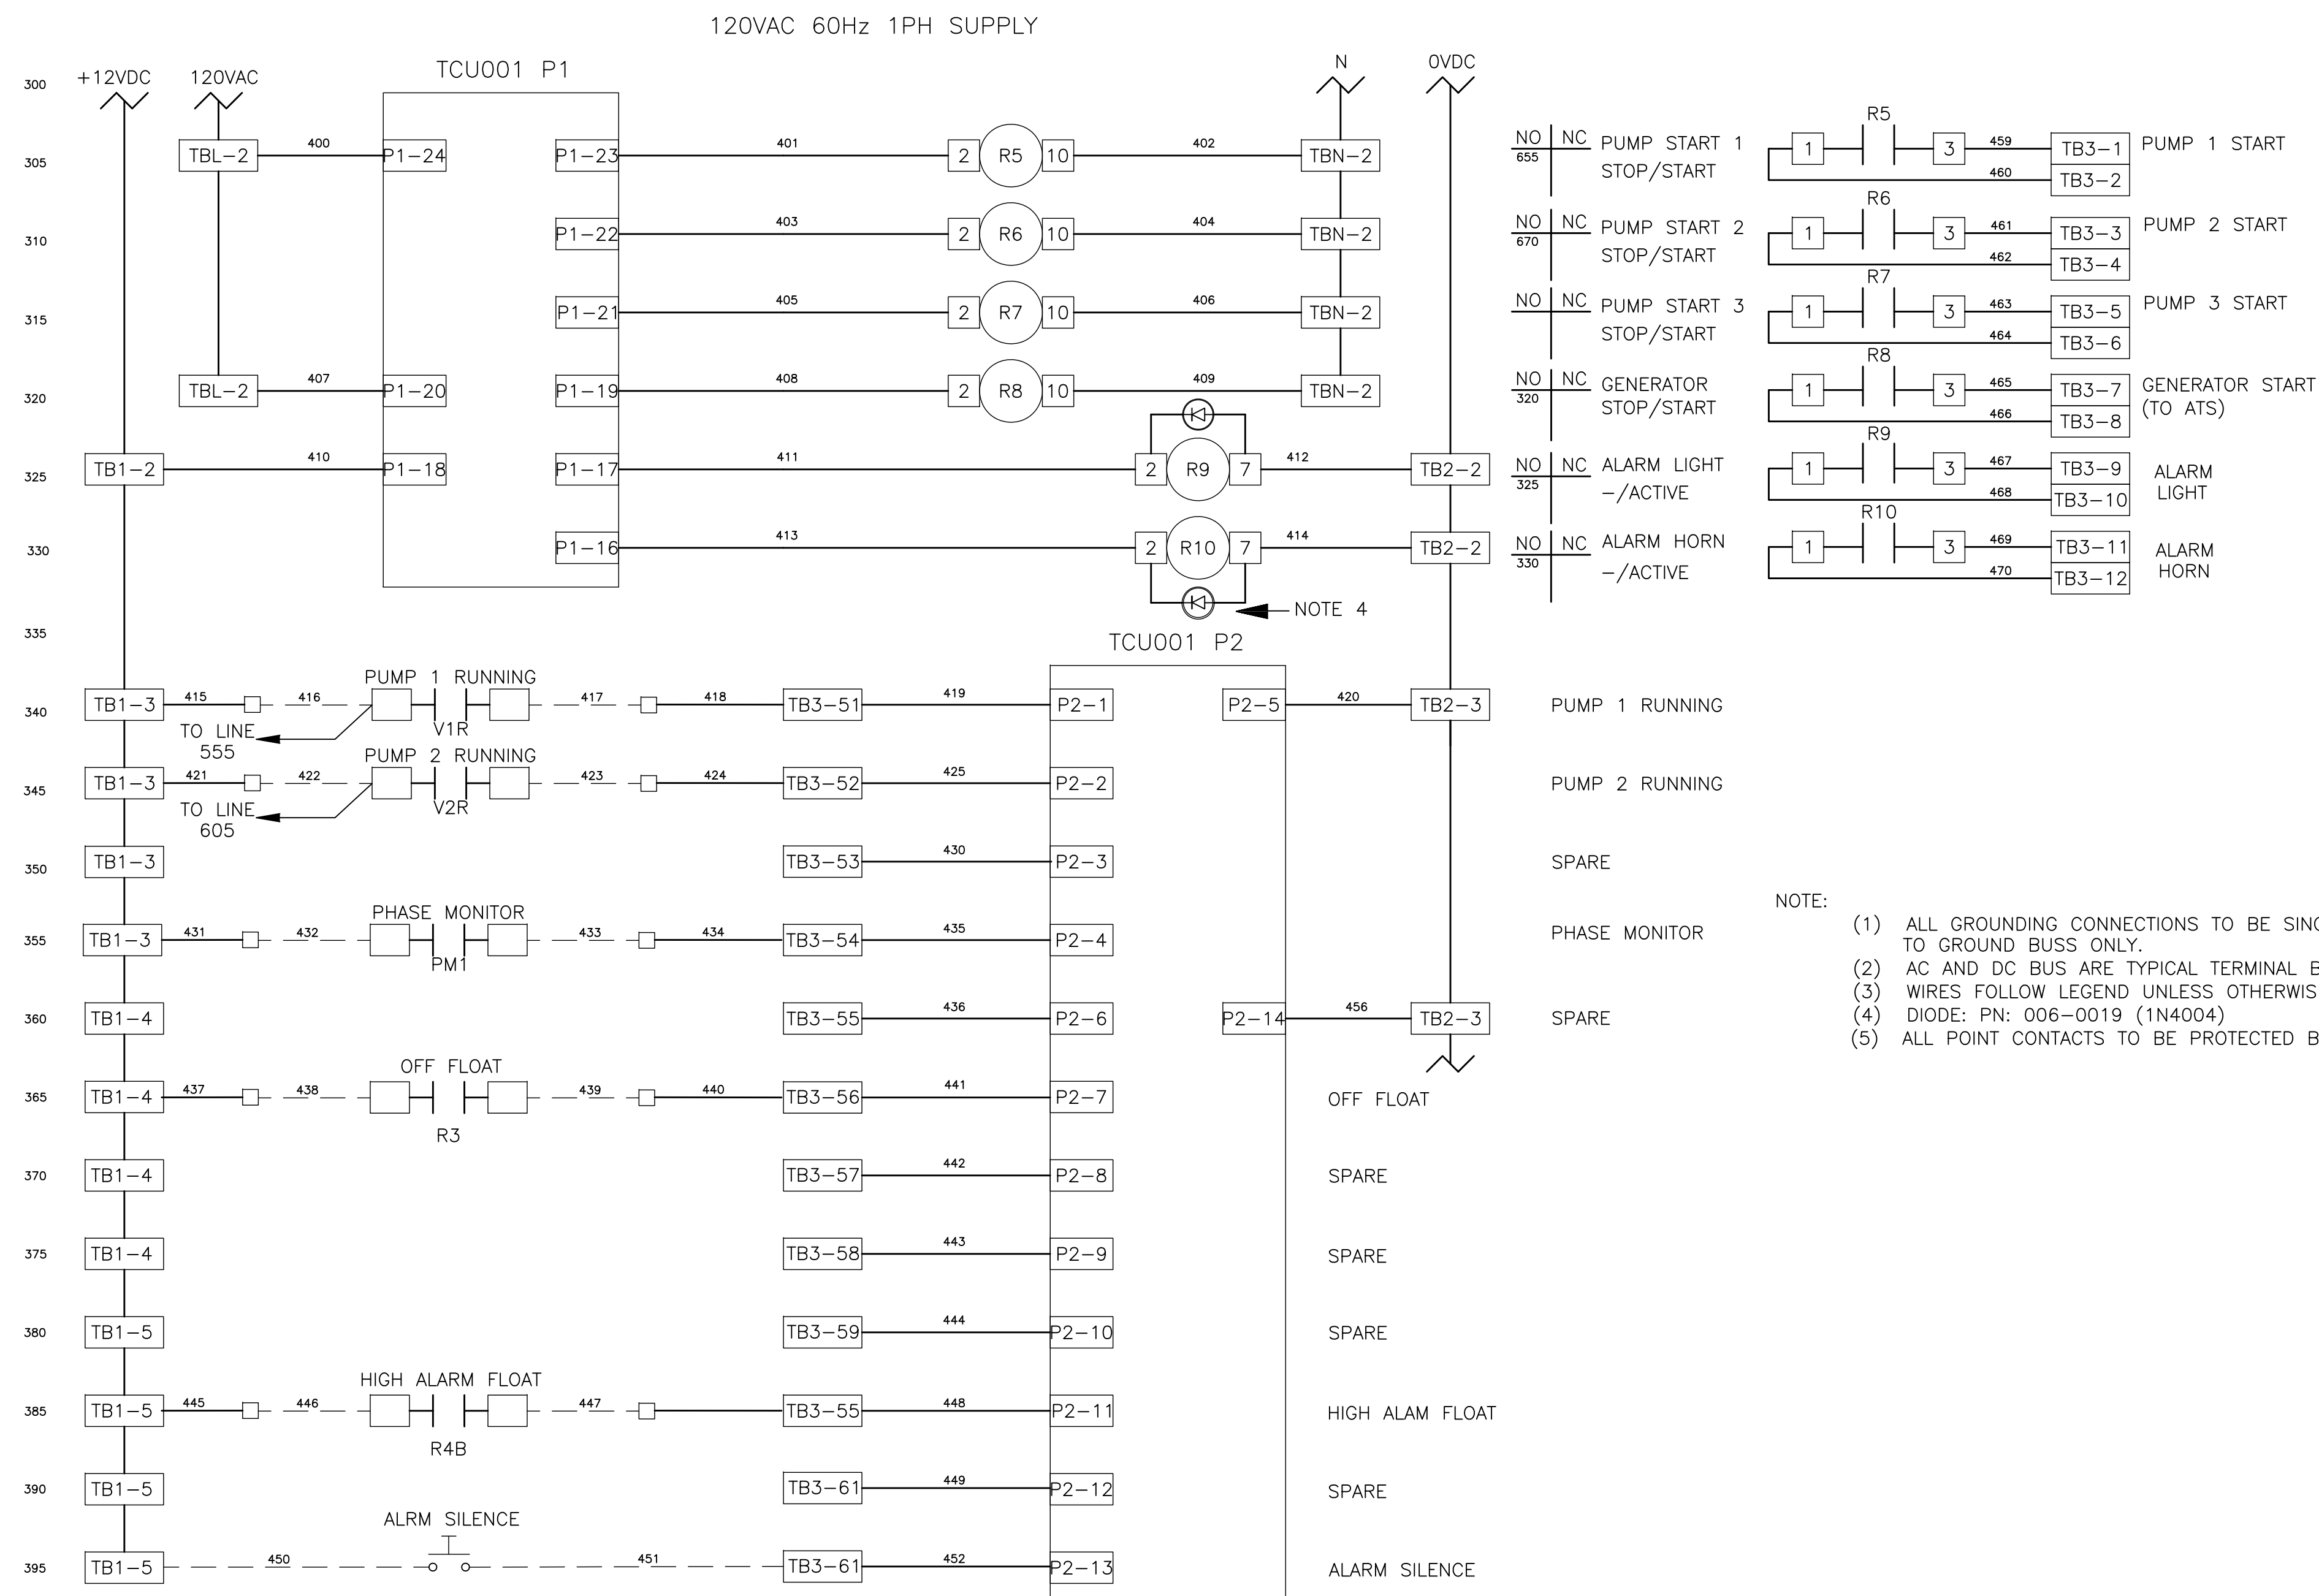 120VAC 60Hz 1PH SUPPLY
300 +12VDC 120VAC TCU001 P1 N 0VDC
R5
305 TBL-2 400 P1-24 P1-23 401 2 R5 10 402 TBN-2 NO NC PUMP START 1 1 3 459 TB3-1 PUMP 1 START
655 STOP/START 460 TB3-2
R6
310 P1-22 403 2 R6 10 404 TBN-2 NO NC PUMP START 2 1 3 461 TB3-3 PUMP 2 START
670 STOP/START 462 TB3-4
R7
315 P1-21 405 2 R7 10 406 TBN-2 NO NC PUMP START 3 1 3 463 TB3-5 PUMP 3 START
STOP/START 464 TB3-6
R8
320 TBL-2 407 P1-20 P1-19 408 2 R8 10 409 TBN-2 NO NC GENERATOR 1 3 465 TB3-7 GENERATOR START
320 STOP/START 466 TB3-8 (TO ATS)
R9
325 TB1-2 410 P1-18 P1-17 411 2 R9 7 412 TB2-2 NO NC ALARM LIGHT 1 3 467 TB3-9 ALARM
325 -/ACTIVE 468 TB3-10 LIGHT
R10
330 P1-16 413 2 R10 7 414 TB2-2 NO NC ALARM HORN 1 3 469 TB3-11 ALARM
330 -/ACTIVE 470 TB3-12 HORN
NOTE 4
335 TCU001 P2
PUMP 1 RUNNING
340 TB1-3 415 416 417 418 TB3-51 419 P2-1 P2-5 420 TB2-3 PUMP 1 RUNNING
TO LINE V1R
555
PUMP 2 RUNNING
345 TB1-3 421 422 423 424 TB3-52 425 P2-2 PUMP 2 RUNNING
TO LINE V2R
605
350 TB1-3 TB3-53 430 P2-3 SPARE
PHASE MONITOR
355 TB1-3 431 432 433 434 TB3-54 435 P2-4 PHASE MONITOR
PM1
360 TB1-4 TB3-55 436 P2-6 P2-14 456 TB2-3 SPARE
OFF FLOAT
365 TB1-4 437 438 439 440 TB3-56 441 P2-7 OFF FLOAT
R3
370 TB1-4 TB3-57 442 P2-8 SPARE
375 TB1-4 TB3-58 443 P2-9 SPARE
380 TB1-5 TB3-59 444 P2-10 SPARE
HIGH ALARM FLOAT
385 TB1-5 445 446 447 TB3-55 448 P2-11 HIGH ALAM FLOAT
R4B
390 TB1-5 TB3-61 449 P2-12 SPARE
ALRM SILENCE
395 TB1-5 450 451 TB3-61 452 P2-13 ALARM SILENCE
NOTE:
(1) ALL GROUNDING CONNECTIONS TO BE
TO GROUND BUSS ONLY.
(2) AC AND DC BUS ARE TYPICAL TERMINAL
(3) WIRES FOLLOW LEGEND UNLESS
(4) DIODE: PN: 006-0019 (1N4004)
(5) ALL POINT CONTACTS TO BE PROTECTED